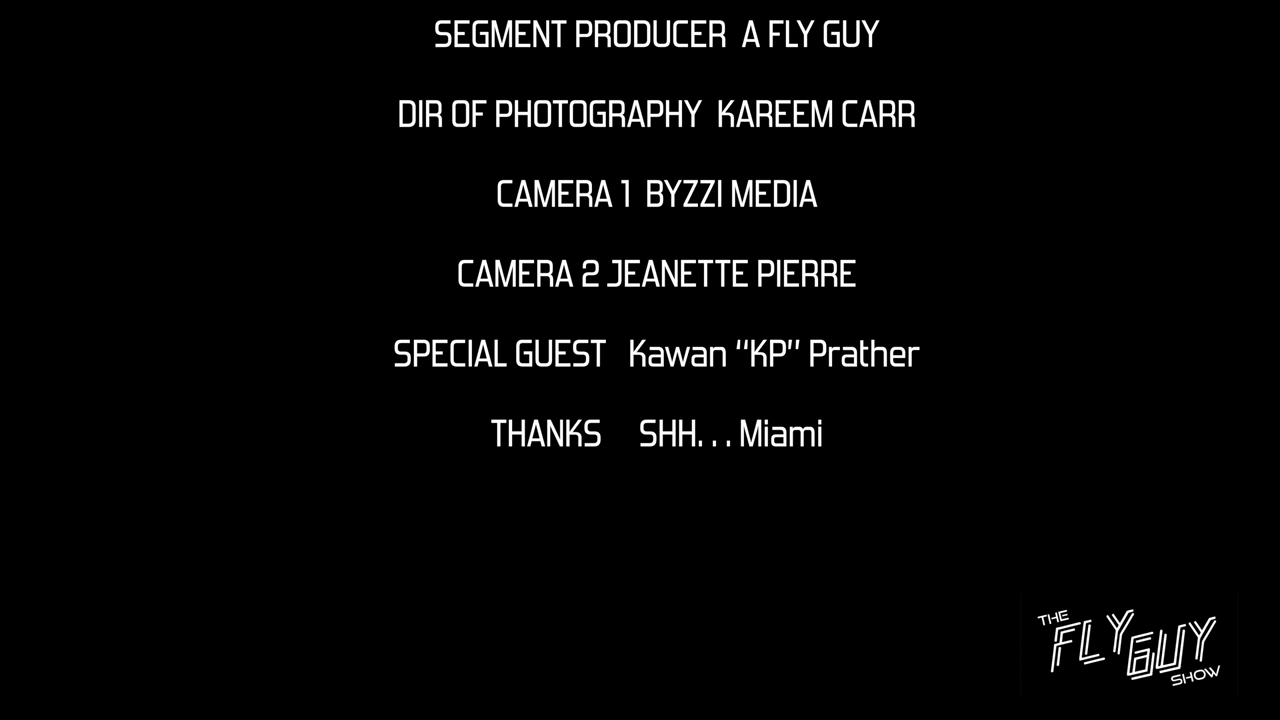 SEGMENT PRODUCER A FLY GUY
DIR OF PHOTOGRAPHY KAREEM CARR
CAMERA 1 BYZZI MEDIA
CAMERA 2 JEANETTE PIERRE
SPECIAL GUEST Kawan “KP” Prather
THANKS SHH... Miami
THE
FLY GUY
SHOW